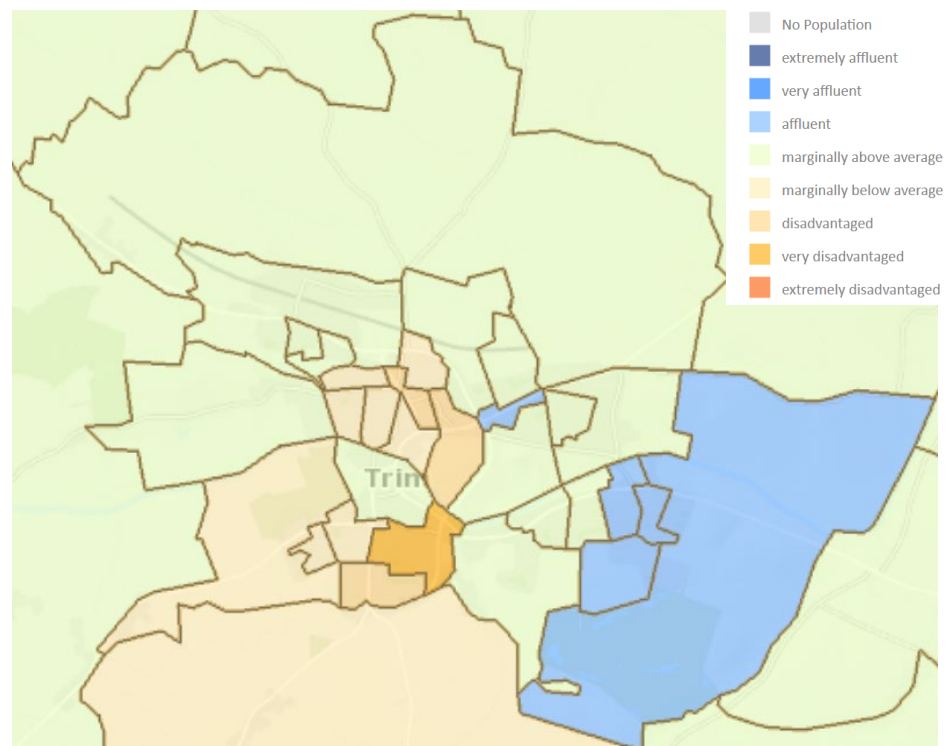 No Population
extremely affluent
very affluent
affluent
marginally above average
marginally below average
disadvantaged
very disadvantaged
extremely disadvantaged
Trim